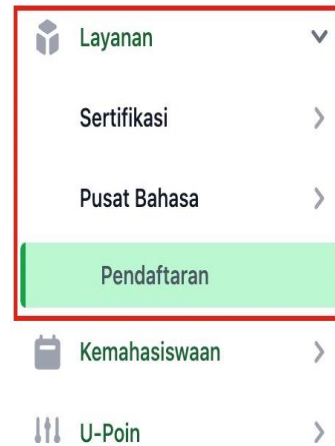 Layanan
Sertifikasi
Pusat Bahasa
Pendaftaran
Kemahasiswaan
U-Poin